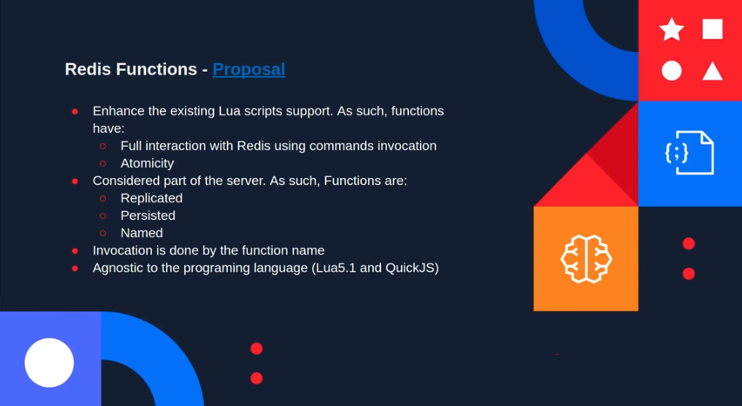 Redis Functions - Proposal
● Enhance the existing Lua scripts support. As such, functions
have:
○ Full interaction with Redis using commands invocation
○ Atomicity
● Considered part of the server. As such, Functions are:
○ Replicated
○ Persisted
○ Named
● Invocation is done by the function name
● Agnostic to the programing language (Lua5.1 and QuickJS)
{;}